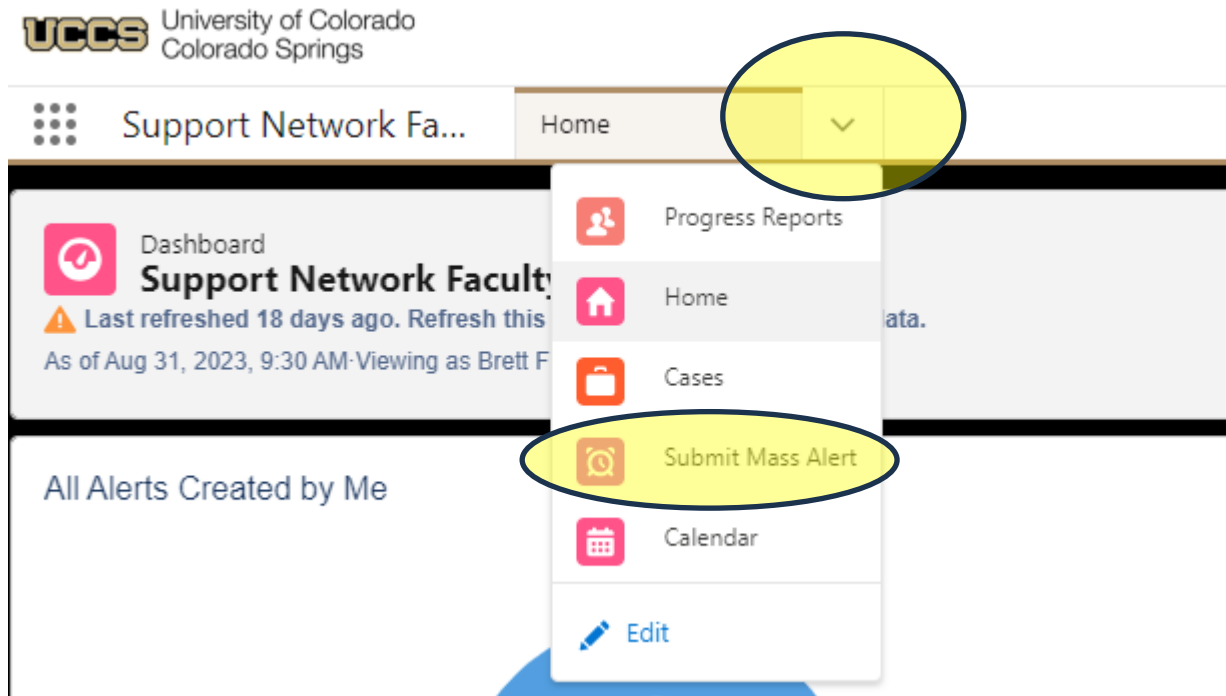 UCCS University of Colorado
Colorado Springs
Support Network Fa... Home
Progress Reports
Dashboard
Support Network Facult
Home
Last refreshed 18 days ago. Refresh this ata.
As of Aug 31, 2023, 9:30 AM·Viewing as Brett F
Cases
Submit Mass Alert
All Alerts Created by Me
Calendar
Edit